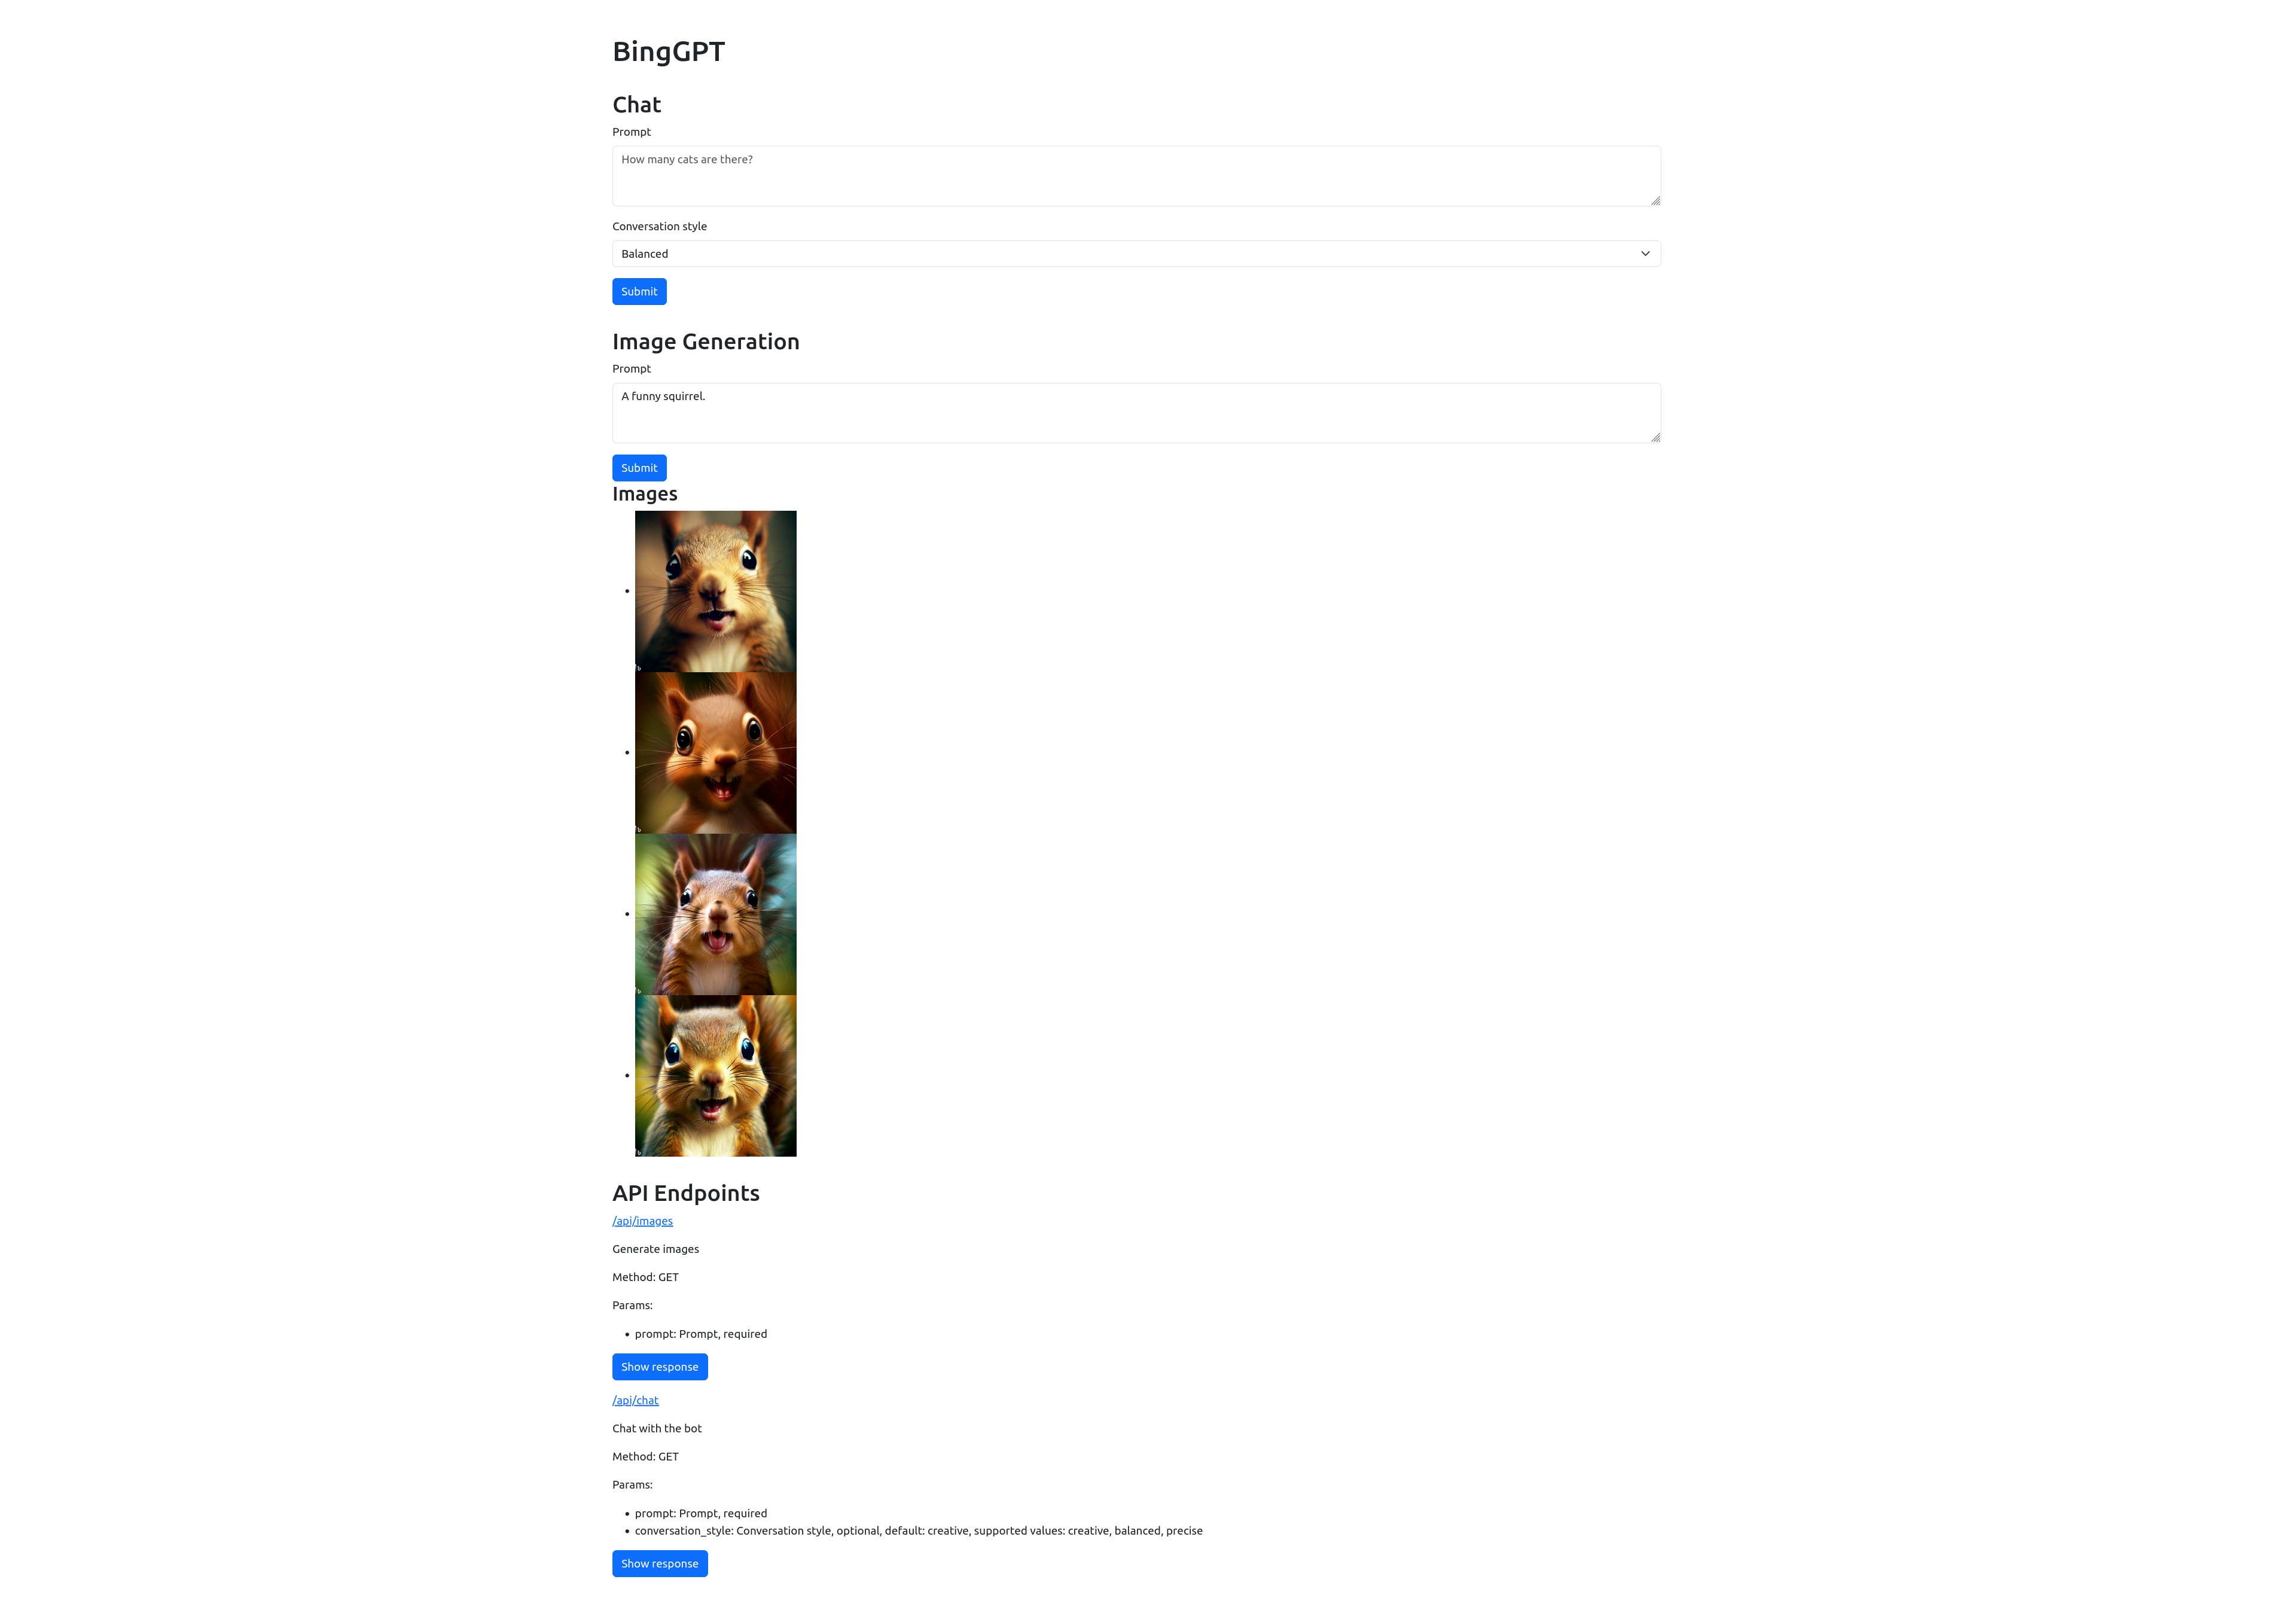 BingGPT
Chat
Prompt
How many cats are there?
Conversation style
Balanced
Submit
Image Generation
Prompt
A funny squirrel.
Submit
Images
API Endpoints
/api/images
Generate images
Method: GET
Params:
prompt: Prompt, required
Show response
/api/chat
Chat with the bot
Method: GET
Params:
prompt: Prompt, required
conversation_style: Conversation style, optional, default: creative, supported values: creative, balanced, precise
Show response